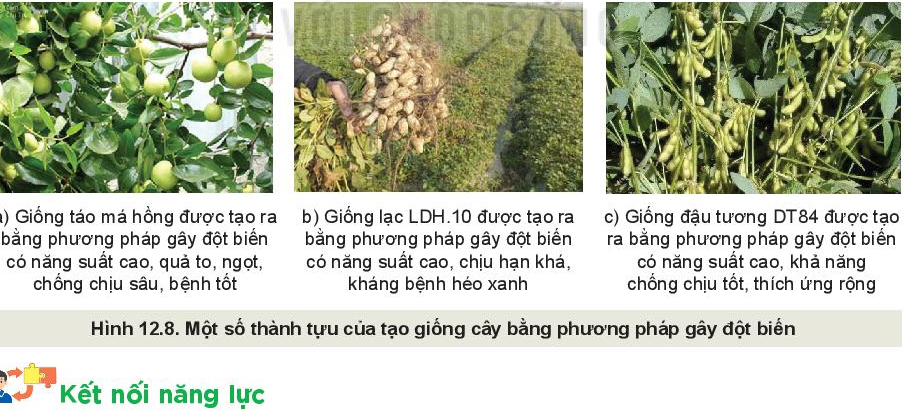 VỚI CUỘC SỐNG
a) Giống táo má hồng được tạo ra
bằng phương pháp gây đột biến
có năng suất cao, quả to, ngọt,
chống chịu sâu, bệnh tốt
b) Giống lạc LDH.10 được tạo ra
bằng phương pháp gây đột biến
có năng suất cao, chịu hạn khá,
kháng bệnh héo xanh
c) Giống đậu tương DT84 được tạo
ra bằng phương pháp gây đột biến
có năng suất cao, khả năng
chống chịu tốt, thích ứng rộng
Hình 12.8. Một số thành tựu của tạo giống cây bằng phương pháp gây đột biến
Kết nối năng lực